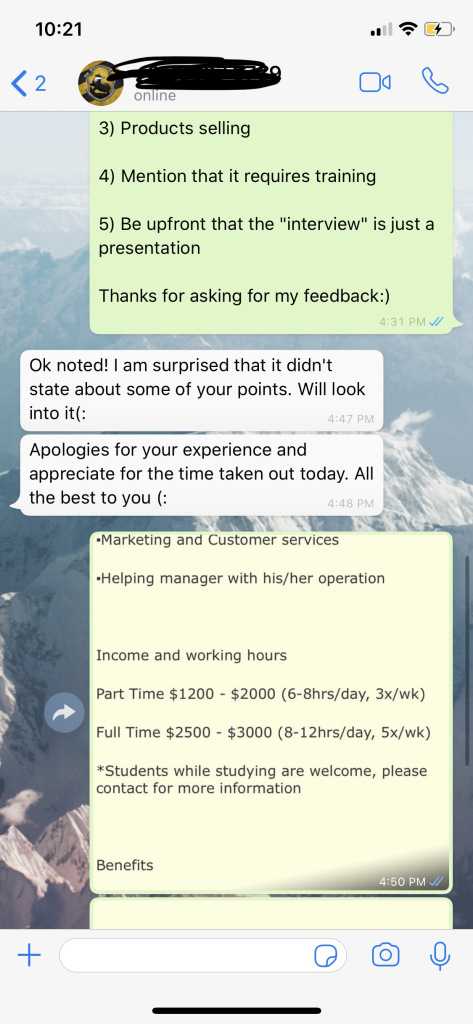 10:21
2
online
3) Products selling
4) Mention that it requires training
5) Be upfront that the "interview" is just a
presentation
Thanks for asking for my feedback:)
4:31 PM
Ok noted! I am surprised that it didn't
state about some of your points. Will look
into it(:
4:47 PM
Apologies for your experience and
appreciate for the time taken out today. All
the best to you (:
4:48 PM
▪Marketing and Customer services
▪Helping manager with his/her operation
Income and working hours
Part Time $1200 - $2000 (6-8hrs/day, 3x/wk)
Full Time $2500 - $3000 (8-12hrs/day, 5x/wk)
*Students while studying are welcome, please
contact for more information
Benefits
4:50 PM